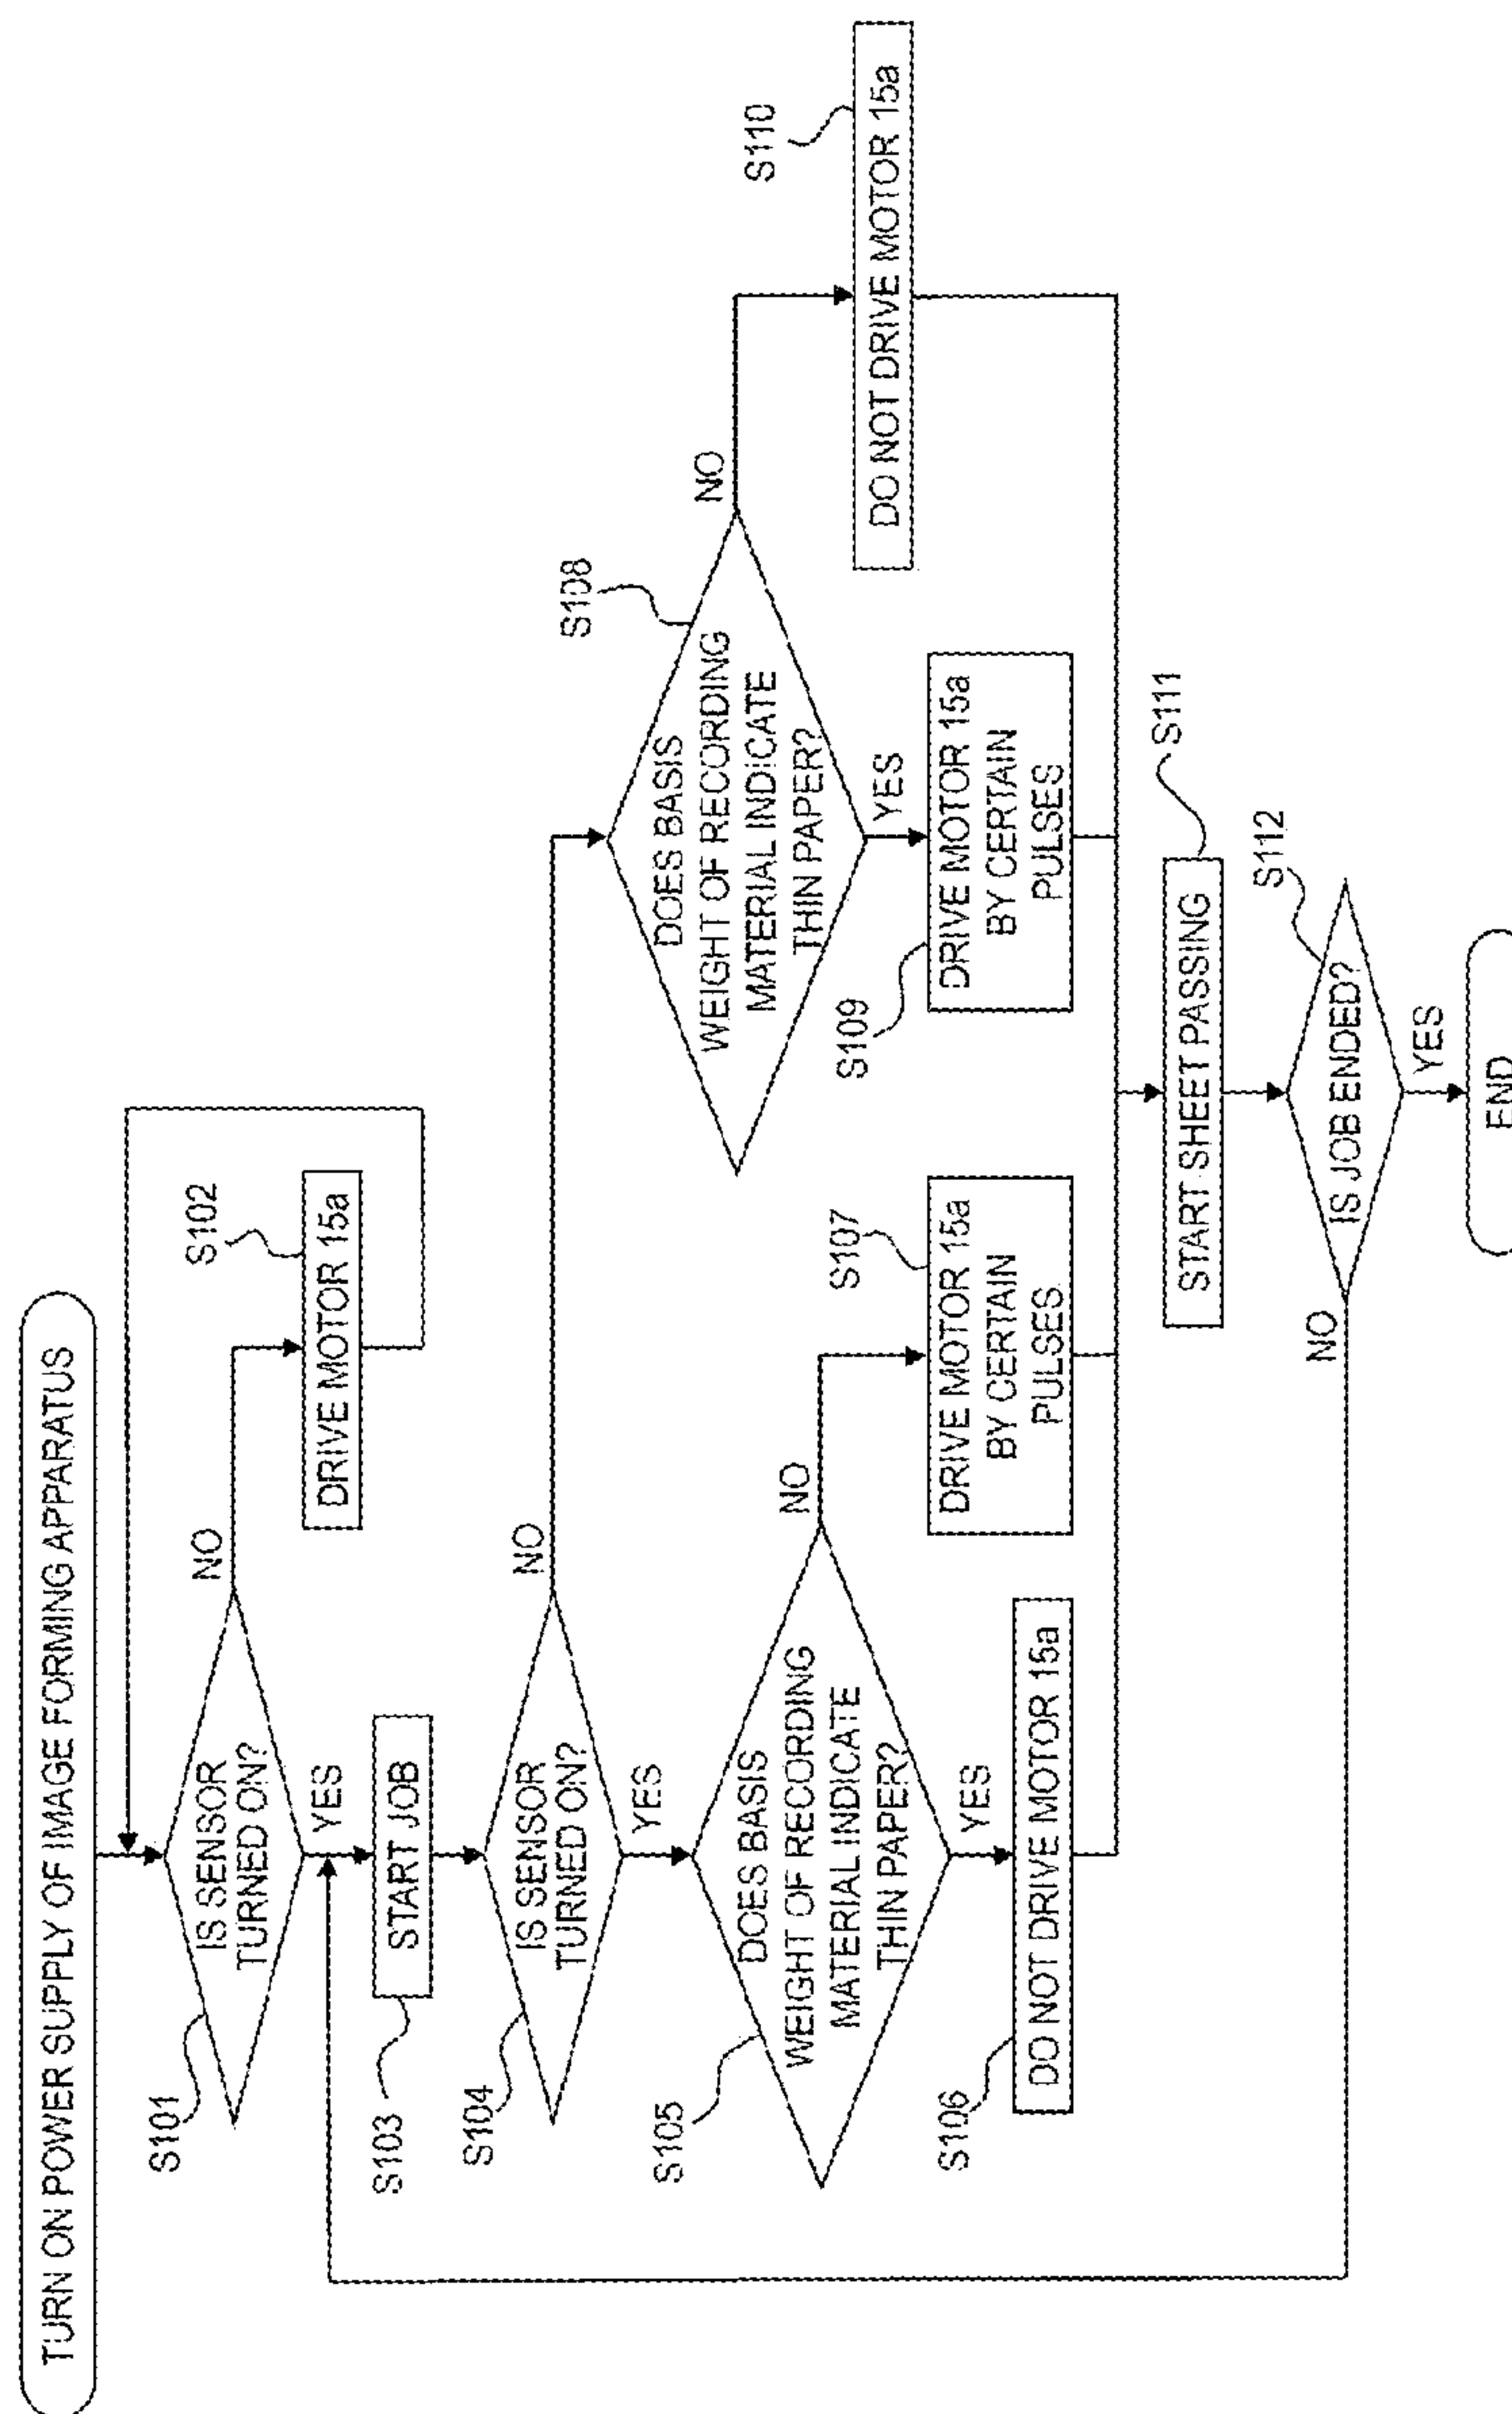 TURN ON POWER SUPPLY OF IMAGE FORMING APPARATUS
S101
IS SENSOR
TURNED ON?
NO
YES
S102
DRIVE MOTOR 15a
S103
START JOB
S104
IS SENSOR
TURNED ON?
NO
YES
S105
DOES BASIS
WEIGHT OF RECORDING
MATERIAL INDICATE
THIN PAPER?
NO
YES
S106
DO NOT DRIVE MOTOR 15a
S107
DRIVE MOTOR 15a
BY CERTAIN
PULSES
S108
DOES BASIS
WEIGHT OF RECORDING
MATERIAL INDICATE
THIN PAPER?
NO
YES
S109
DRIVE MOTOR 15a
BY CERTAIN
PULSES
S110
DO NOT DRIVE MOTOR 15a
START SHEET PASSING
S111
IS JOB ENDED?
S112
NO
YES
END